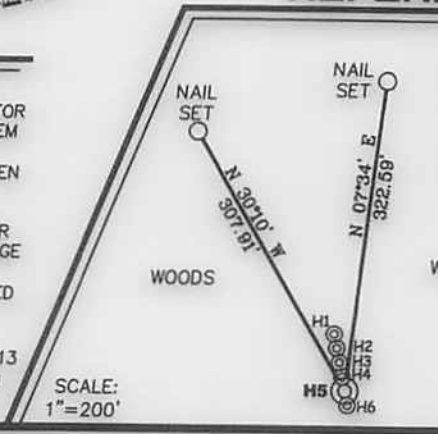 OR
EM
EN
R
GE
ED
13
NAIL
SET
NAIL
SET
N 30°10' W
307.91'
N 07°34' E
322.59'
WOODS
W
H1
H2
H3
H4
H5
H6
SCALE:
1"=200'